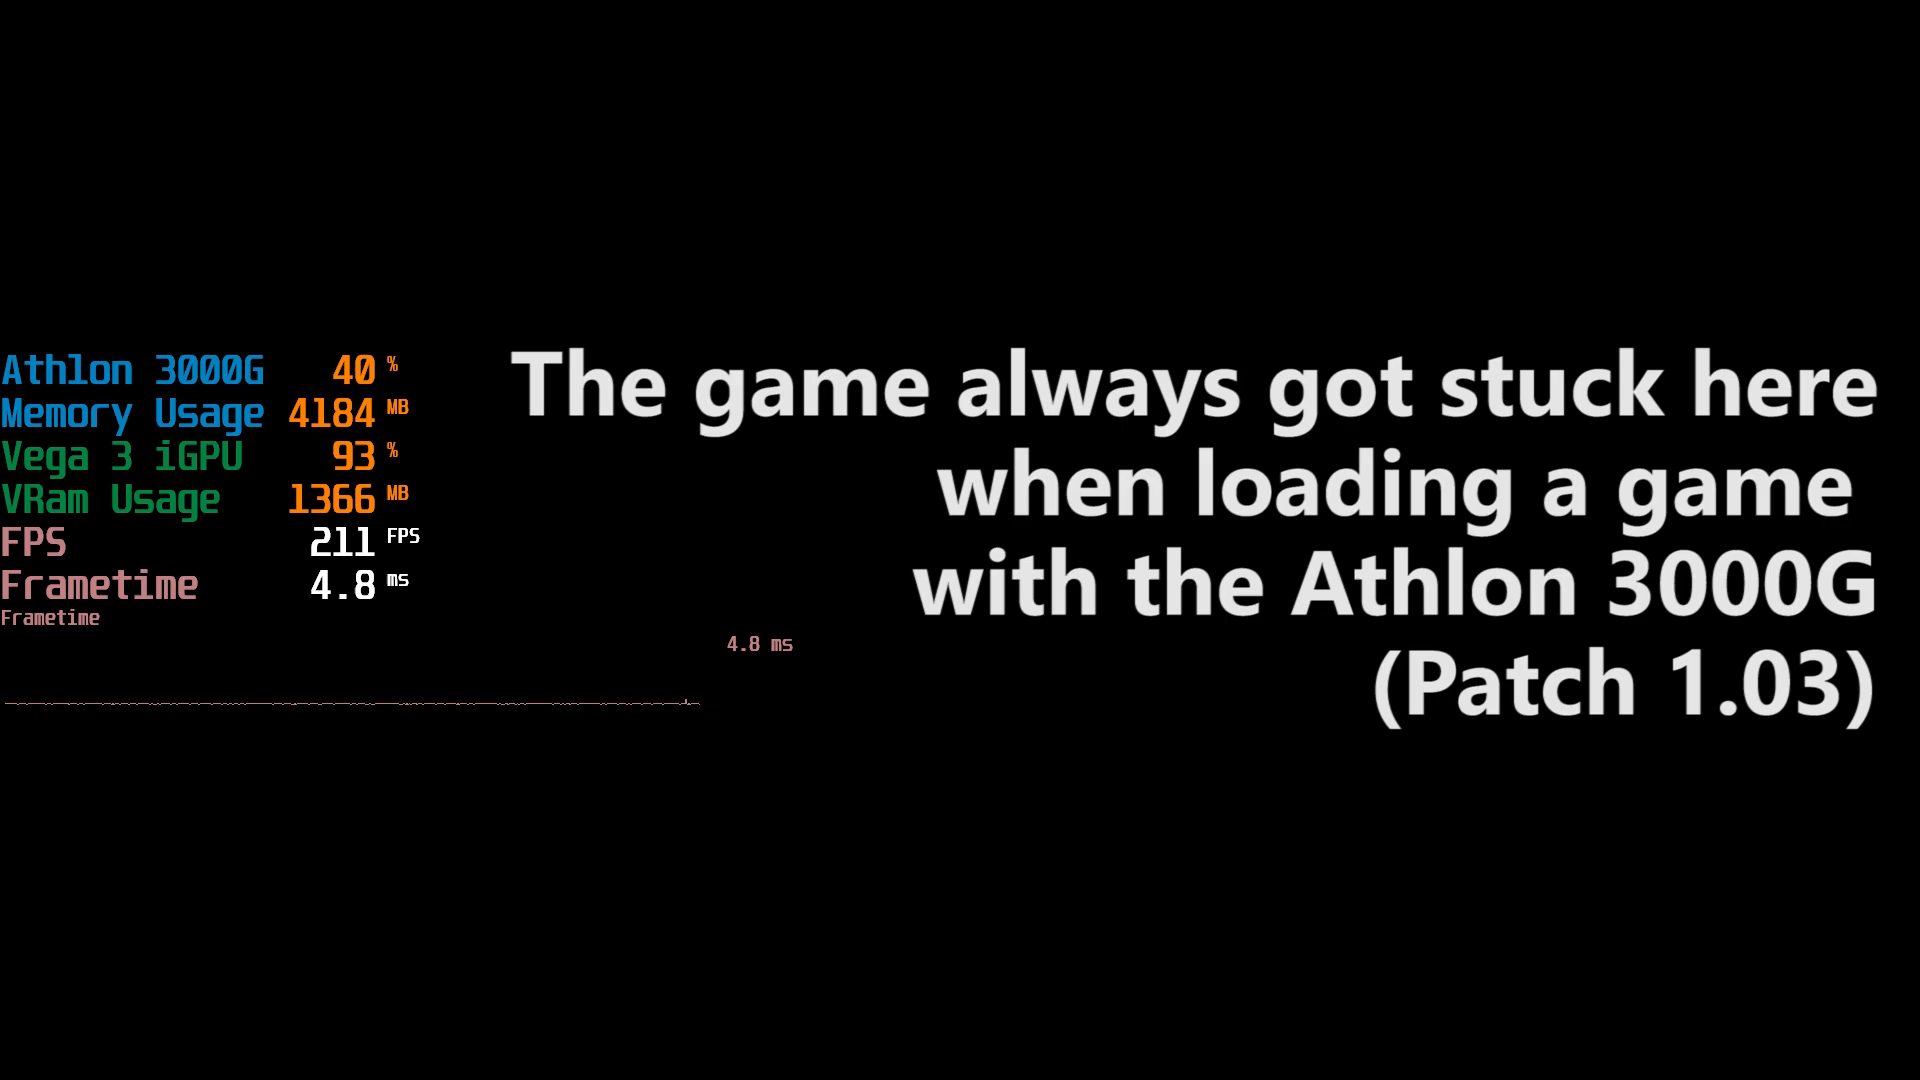 Athlon 3000G 40 %
Memory Usage 4184 MB
Vega 3 iGPU 93 %
VRam Usage 1366 MB
FPS 211 FPS
Frametime 4.8 ms
Frametime
4.8 ms
The game always got stuck here
when loading a game
with the Athlon 3000G
(Patch 1.03)